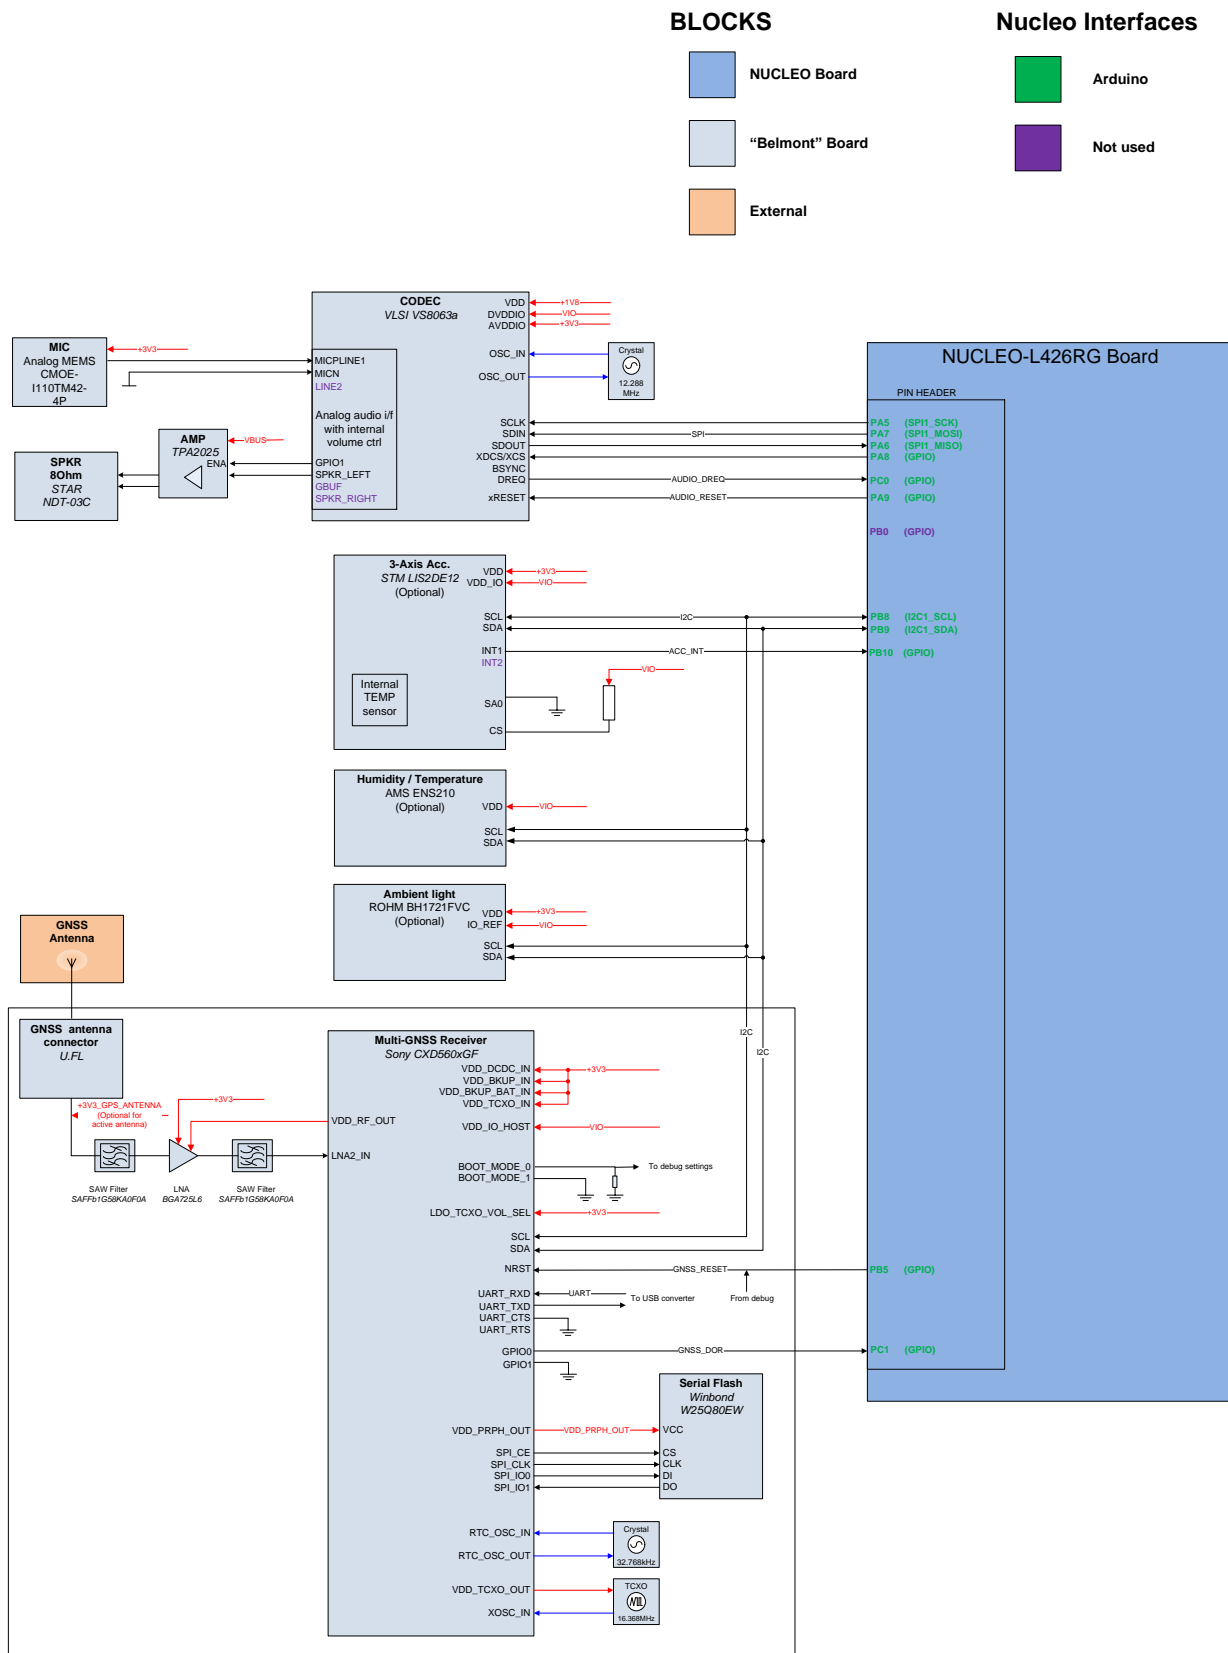 BLOCKS
Nucleo Interfaces
NUCLEO Board
Arduino
"Belmont" Board
Not used
External
CODEC
VLSI VS8063a
VDD
DVDDIO
AVDDIO
+1V8
VIO
+3V3
OSC_IN
OSC_OUT
Crystal
12.288
MHz
MIC
Analog MEMS
CMOE-
I110TM42-
4P
+3V3
MICPLINE1
MICN
LINE2
Analog audio i/f
with internal
volume ctrl
GPIO1
SPKR_LEFT
GBUF
SPKR_RIGHT
AMP
TPA2025
ENA
VBUS
SPKR
8Ohm
STAR
NDT-03C
SCLK
SDIN
SDOUT
XDCS/XCS
BSYNC
DREQ
xRESET
SPI
AUDIO_DREQ
AUDIO_RESET
NUCLEO-L426RG Board
PIN HEADER
PA5 (SPI1_SCK)
PA7 (SPI1_MOSI)
PA6 (SPI1_MISO)
PA8 (GPIO)
PC0 (GPIO)
PA9 (GPIO)
PB0 (GPIO)
PB8 (I2C1_SCL)
PB9 (I2C1_SDA)
PB10 (GPIO)
PB5 (GPIO)
PC1 (GPIO)
3-Axis Acc.
STM LIS2DE12
(Optional)
VDD
VDD_IO
+3V3
VIO
SCL
SDA
I2C
INT1
INT2
ACC_INT
Internal
TEMP
sensor
SA0
CS
VIO
Humidity / Temperature
AMS ENS210
(Optional)
VDD
VIO
SCL
SDA
Ambient light
ROHM BH1721FVC
(Optional)
VDD
IO_REF
+3V3
VIO
SCL
SDA
I2C
I2C
GNSS
Antenna
GNSS antenna
connector
U.FL
+3V3_GPS_ANTENNA
(Optional for
active antenna)
+3V3
SAW Filter
SAFFb1G58KA0F0A
LNA
BGA725L6
SAW Filter
SAFFb1G58KA0F0A
Multi-GNSS Receiver
Sony CXD560xGF
VDD_DCDC_IN
VDD_BKUP_IN
VDD_BKUP_BAT_IN
VDD_TCXO_IN
+3V3
VDD_RF_OUT
VDD_IO_HOST
VIO
LNA2_IN
BOOT_MODE_0
BOOT_MODE_1
To debug settings
LDO_TCXO_VOL_SEL
+3V3
SCL
SDA
NRST
GNSS_RESET
From debug
UART_RXD
UART_TXD
UART_CTS
UART_RTS
UART
To USB converter
GPIO0
GPIO1
GNSS_DOR
Serial Flash
Winbond
W25Q80EW
VCC
CS
CLK
DI
DO
VDD_PRPH_OUT
VDD_PRPH_OUT
SPI_CE
SPI_CLK
SPI_IO0
SPI_IO1
RTC_OSC_IN
RTC_OSC_OUT
Crystal
32.768kHz
VDD_TCXO_OUT
XOSC_IN
TCXO
16.368MHz